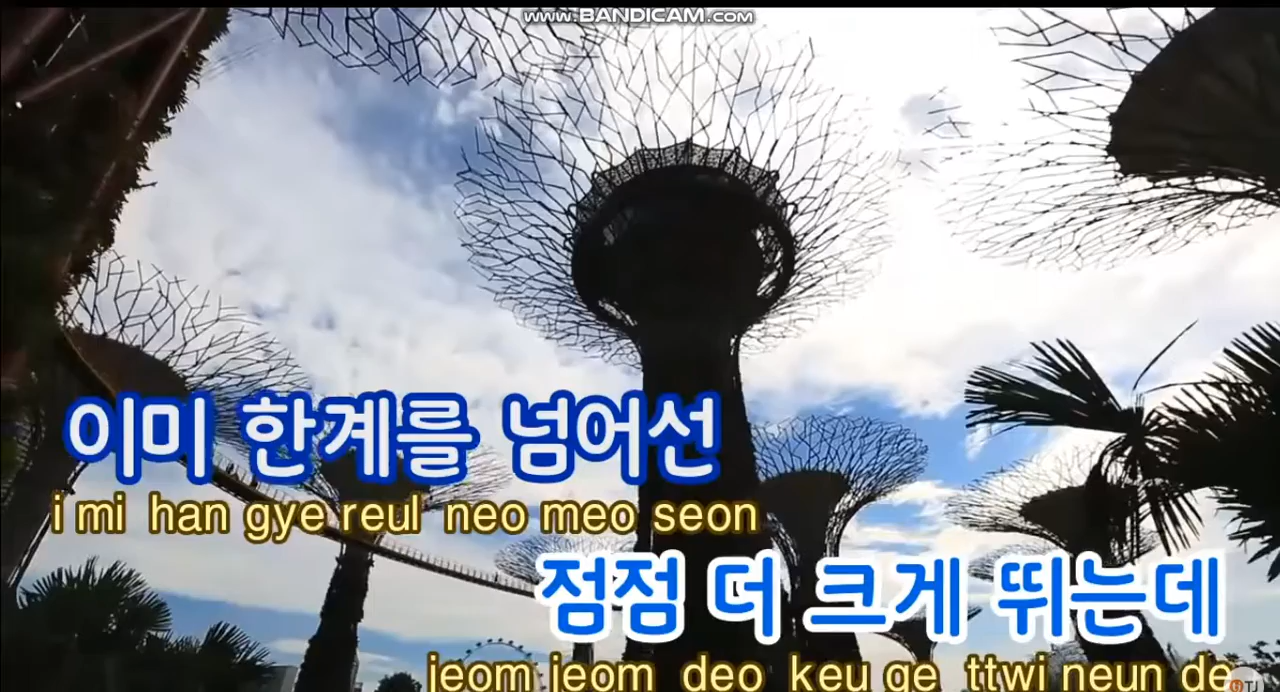 www.BANDICAM.com
이미 한계를 넘어선
i mi han gye reul neo meo seon
점점 더 크게 뛰는데
jeom jeom deo keu ge ttwi neun de
TJ